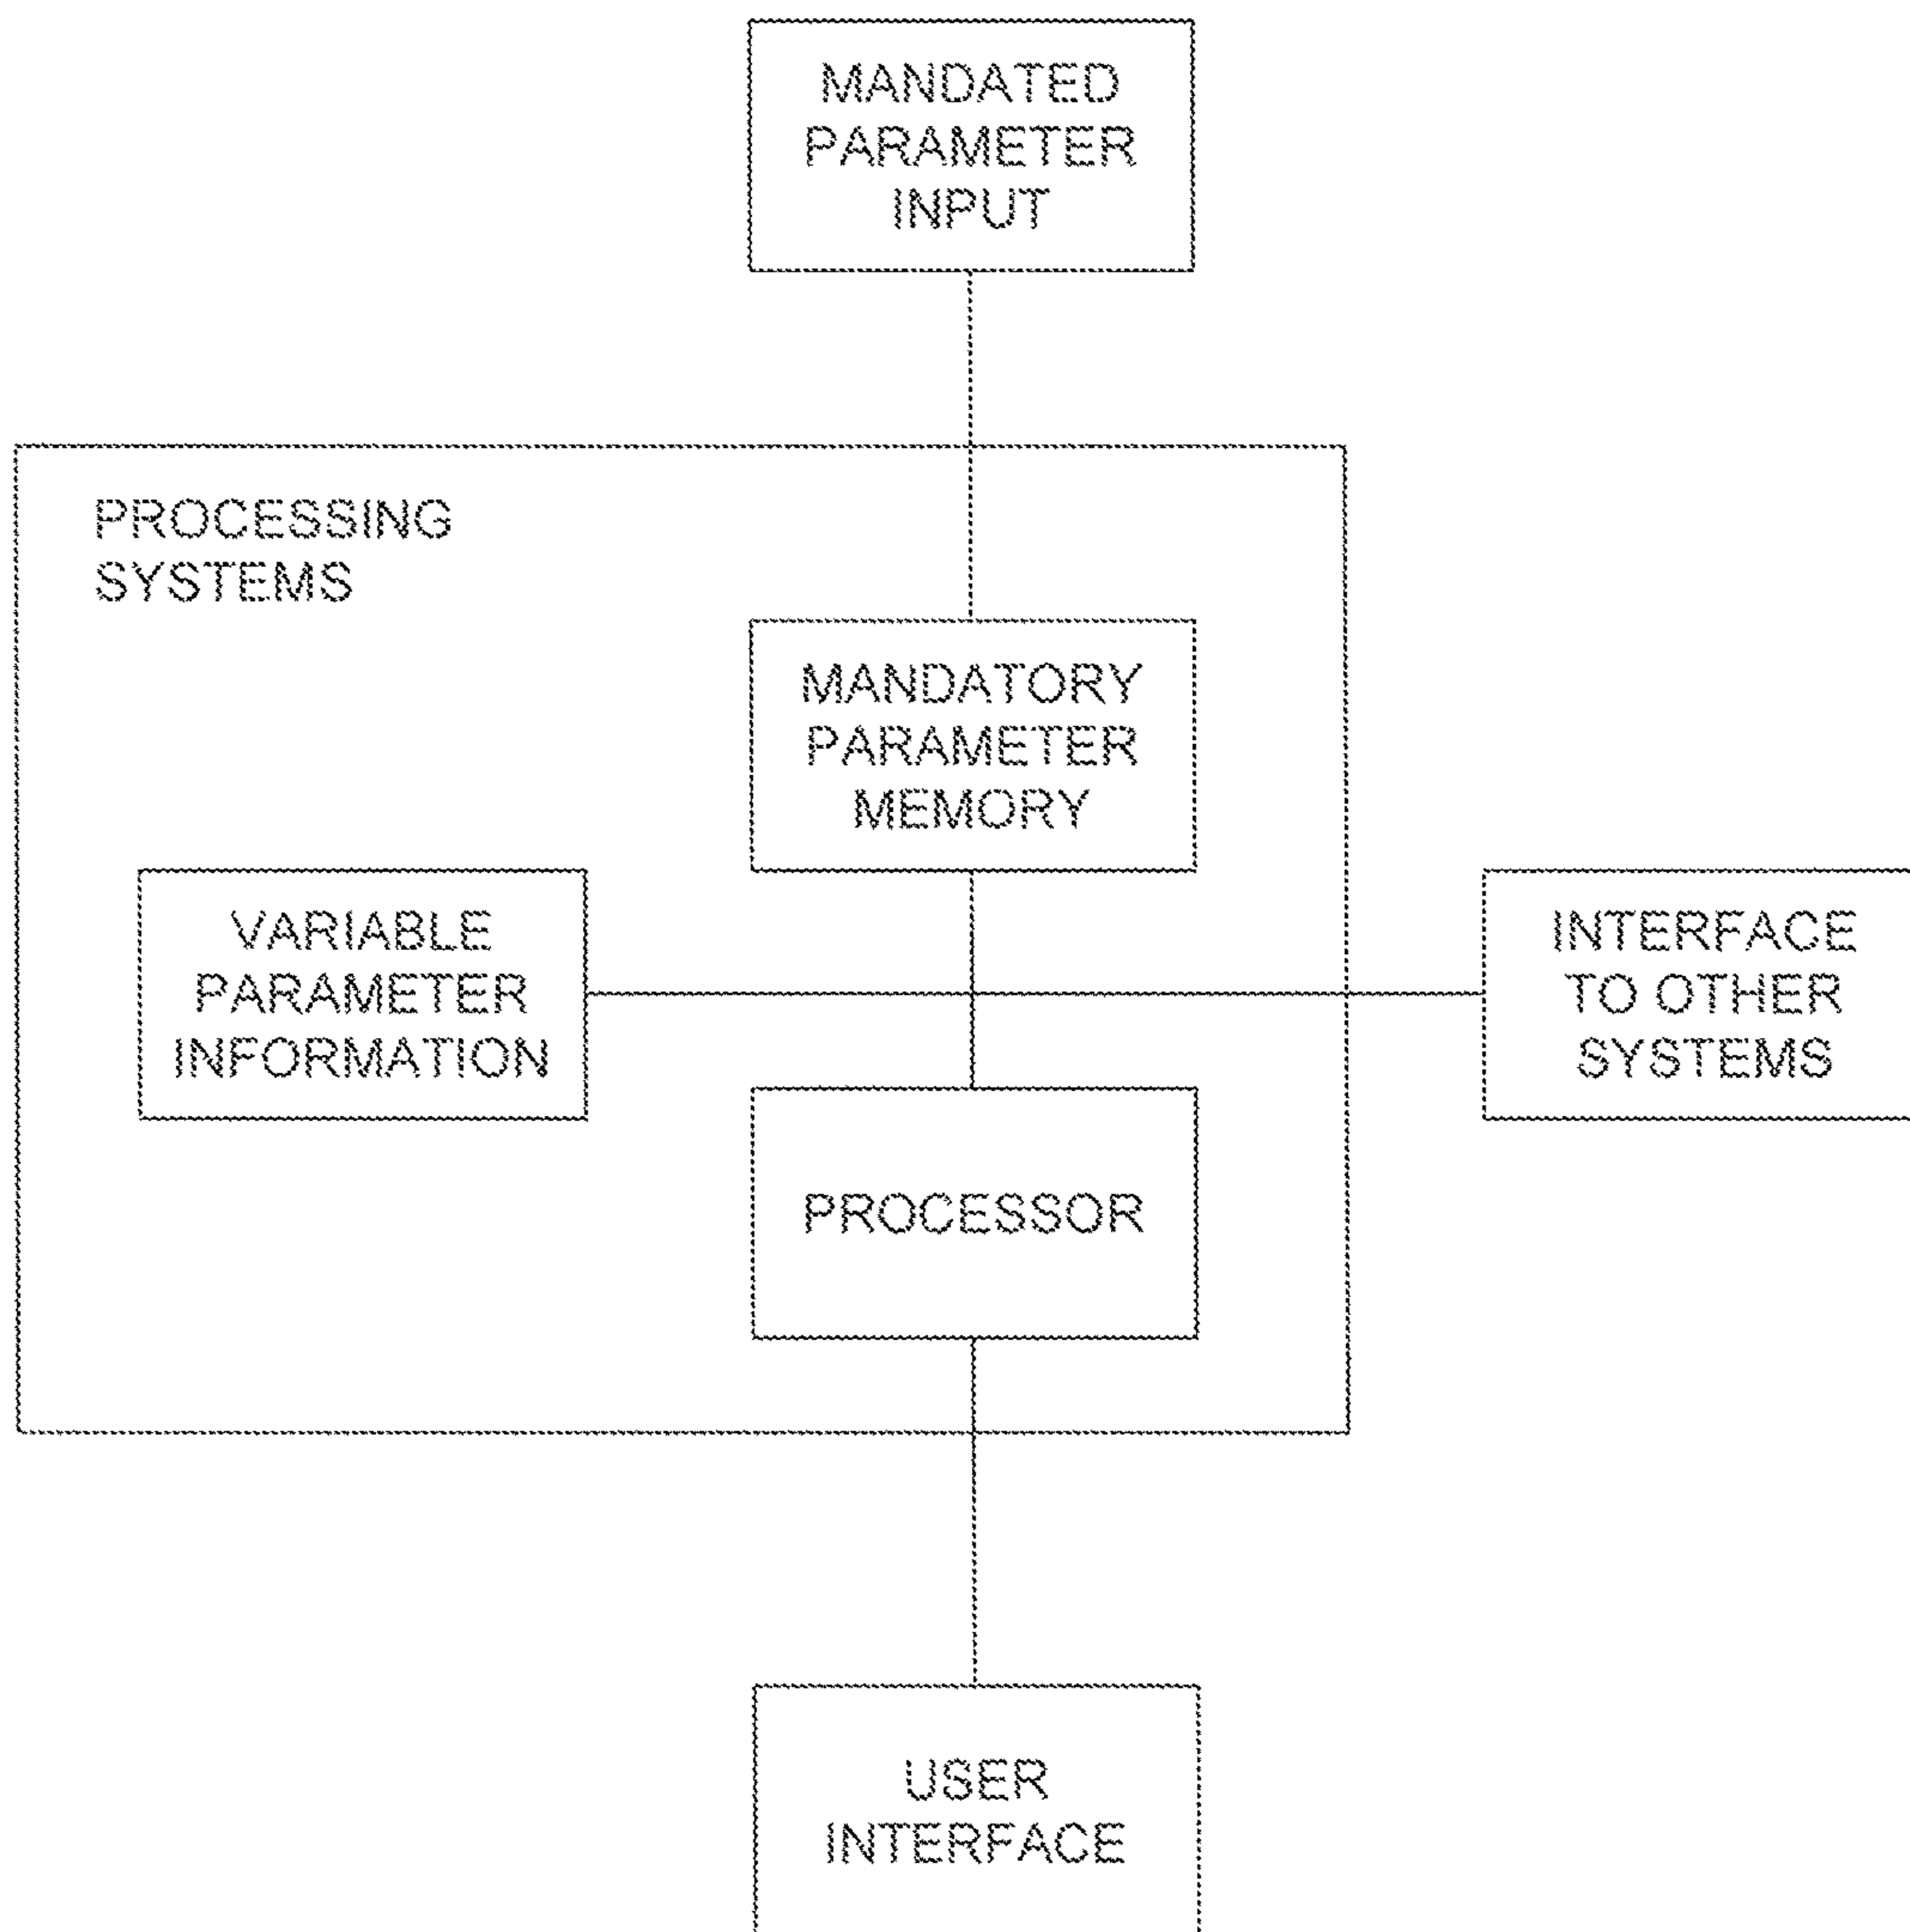 MANDATED
PARAMETER
INPUT
PROCESSING
SYSTEMS
MANDATORY
PARAMETER
MEMORY
VARIABLE
PARAMETER
INFORMATION
INTERFACE
TO OTHER
SYSTEMS
PROCESSOR
USER
INTERFACE